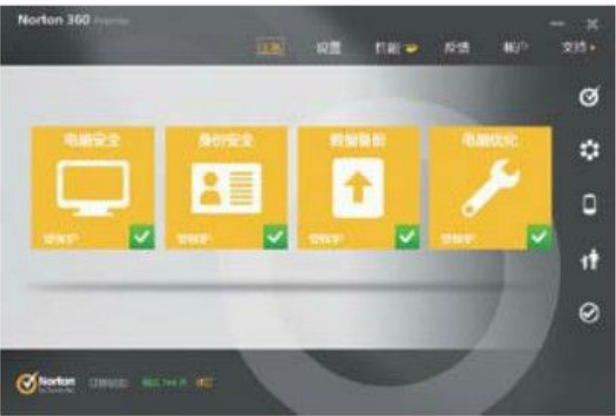 Norton 360 Premier
设置 性能 反馈 帐户 支持
电脑安全 身份安全 数据备份 电脑优化
受保护 受保护 受保护 受保护
Norton